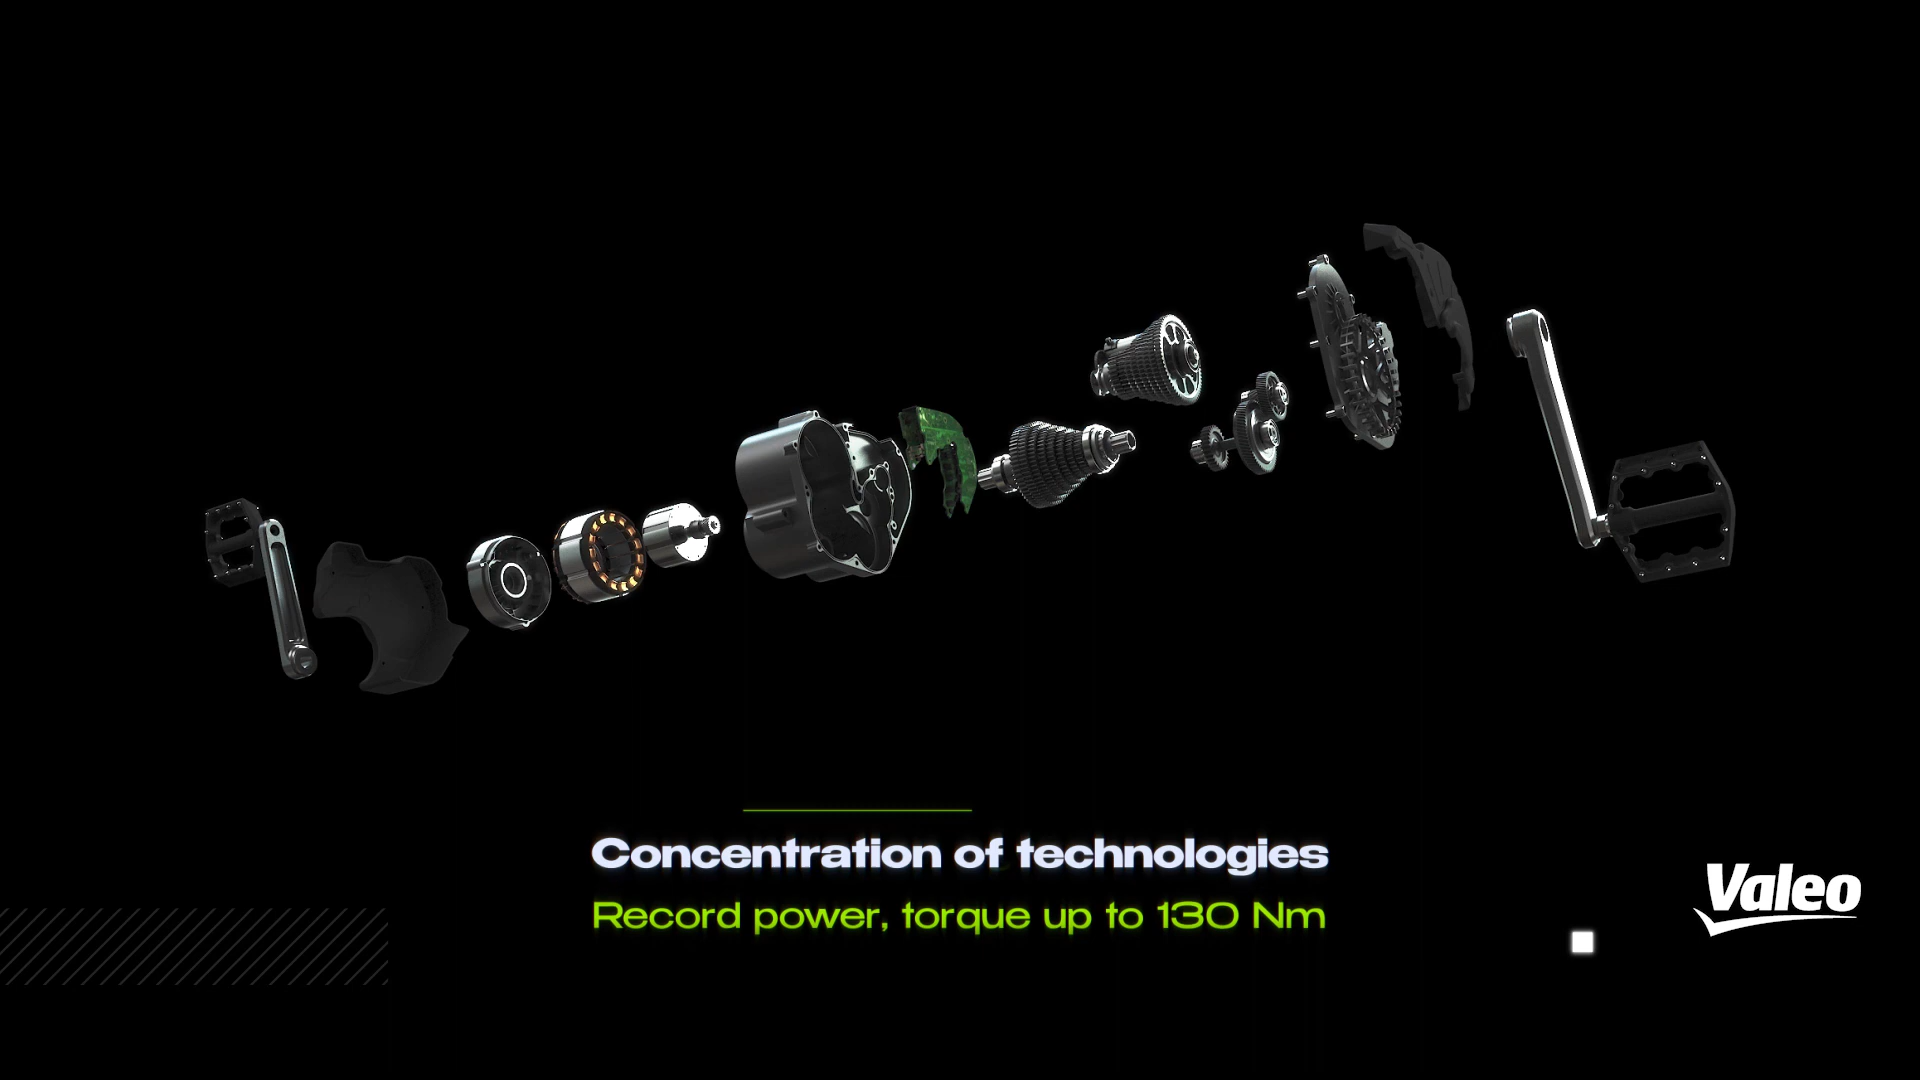 Concentration of technologies
Record power, torque up to 130 Nm
Valeo